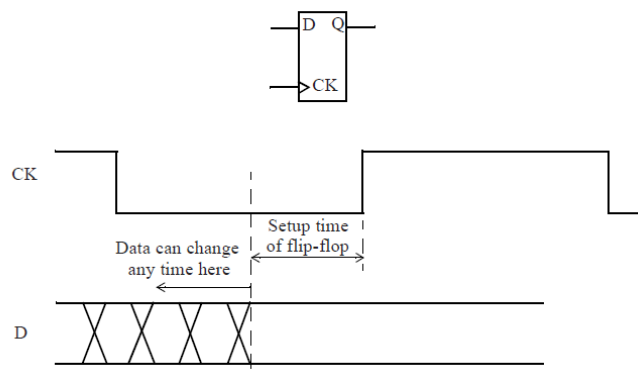 D Q
CK
CK
Setup time
of flip-flop
Data can change
any time here
D